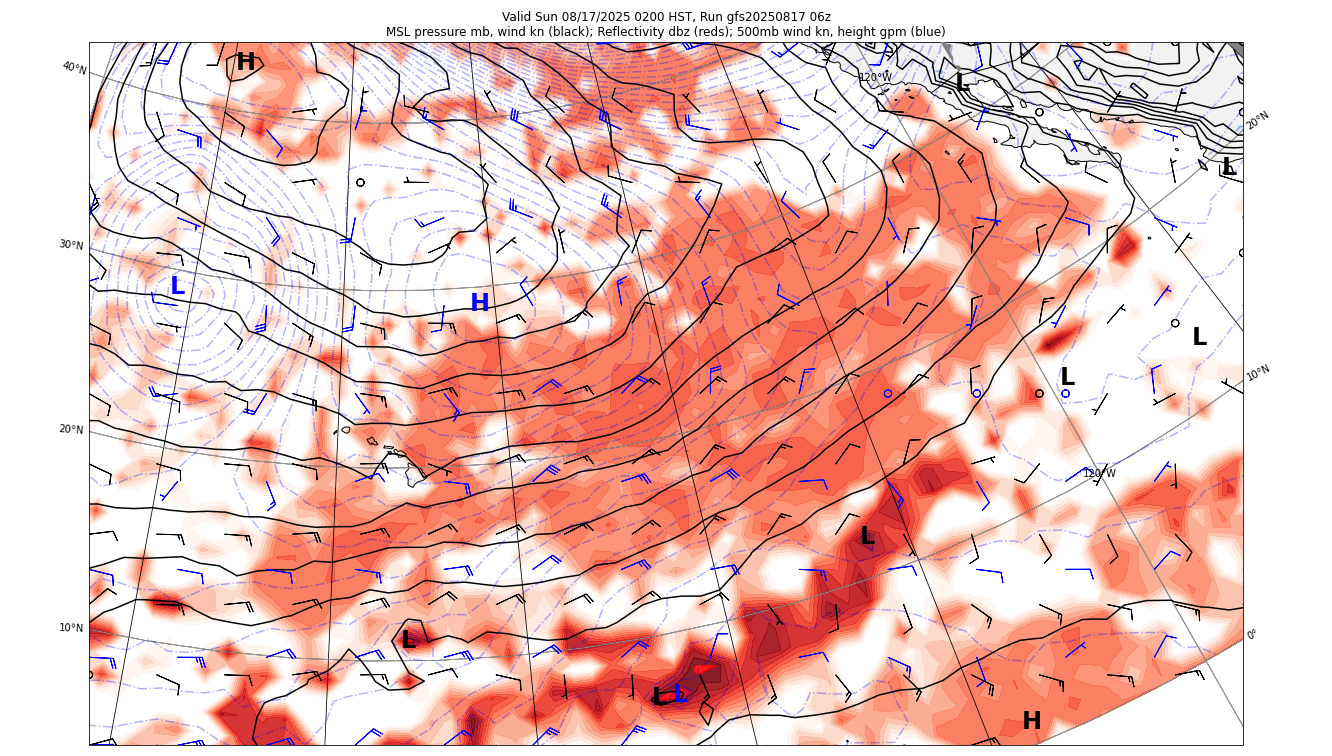 Valid Sun 08/17/2025 0200 HST, Run gfs20250817 06z
MSL pressure mb, wind kn (black); Reflectivity dbz (reds); 500mb wind kn, height gpm (blue)
40°N
H
120°W
L
20°N
L
30°N
L
H
L
L
10°N
20°N
120°W
L
10°N
L
0°
L
L
H